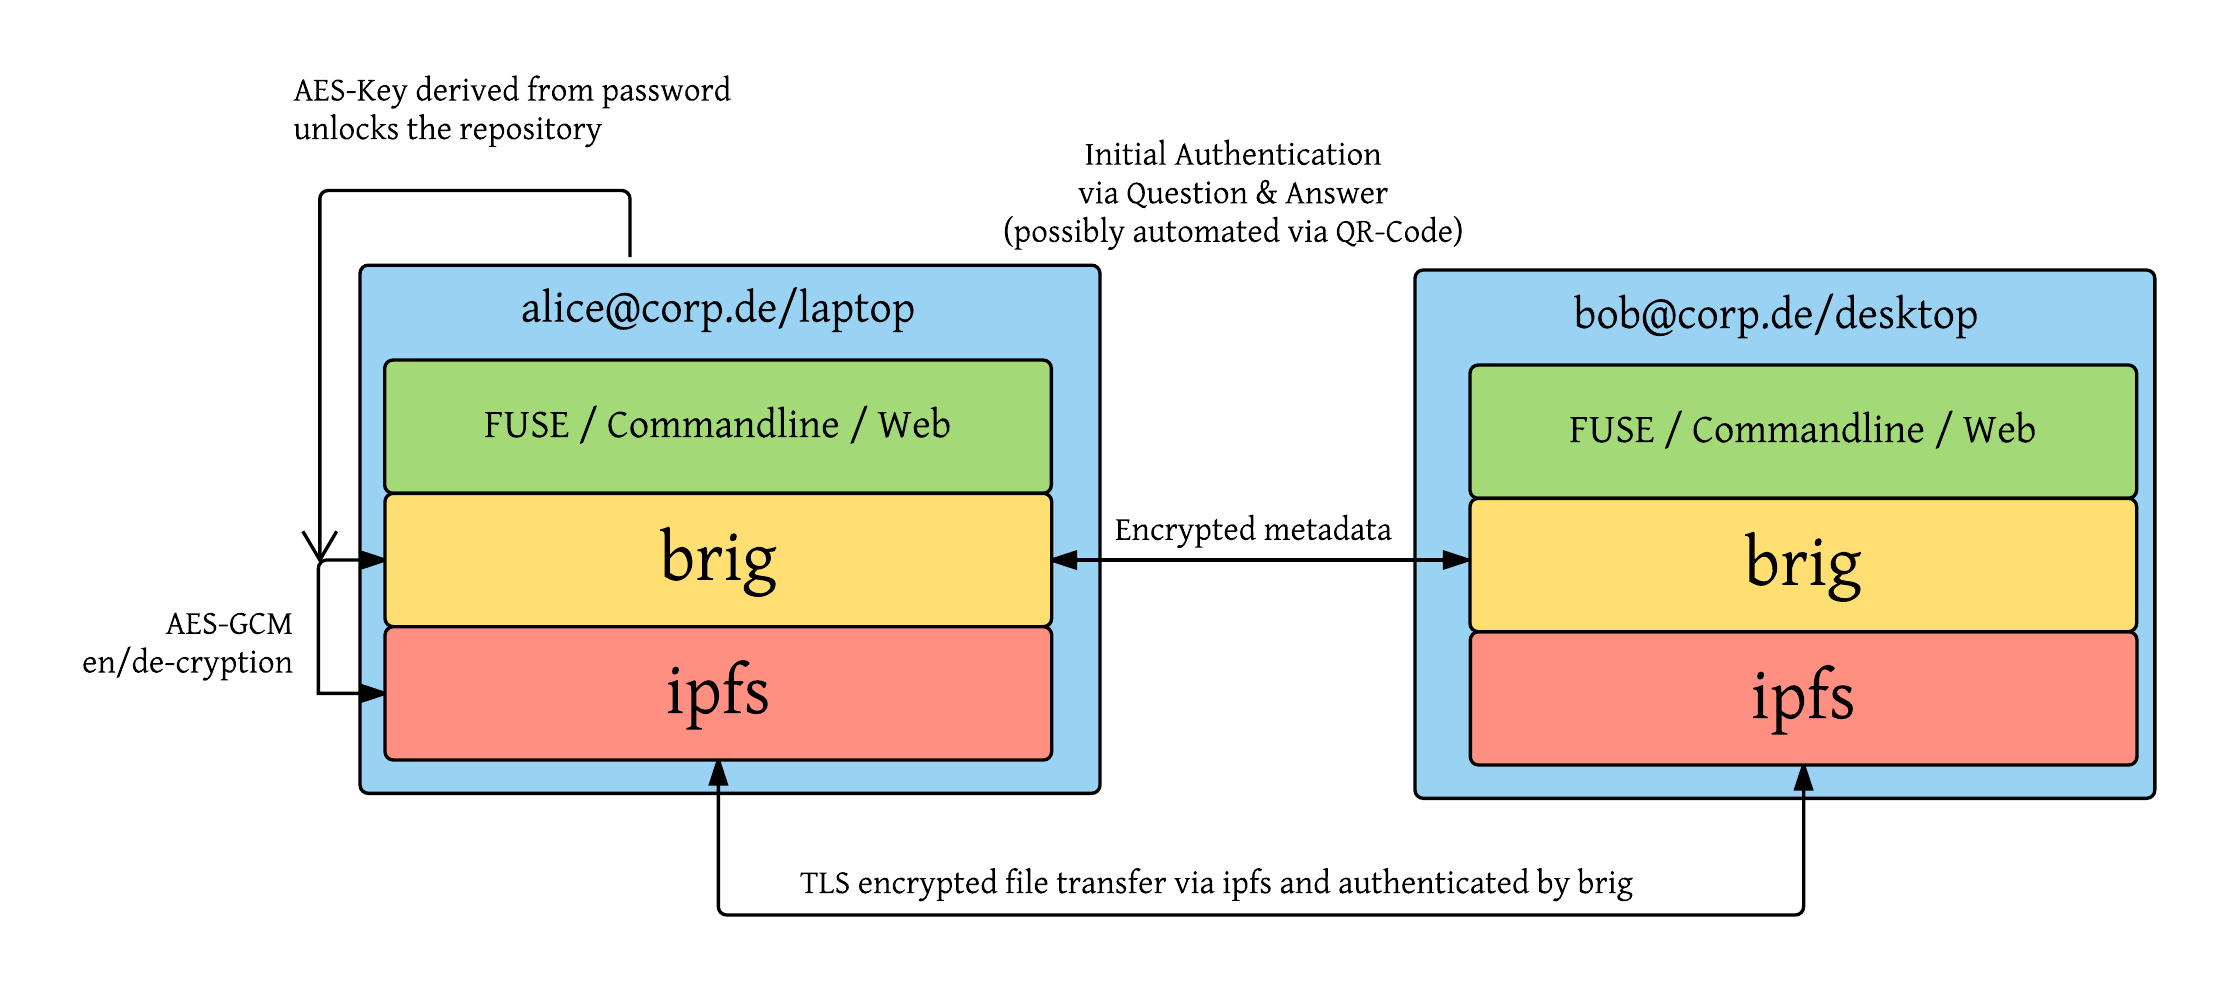 AES-Key derived from password
unlocks the repository
Initial Authentication
via Question & Answer
(possibly automated via QR-Code)
alice@corp.de/laptop
bob@corp.de/desktop
FUSE / Commandline / Web
FUSE / Commandline / Web
Encrypted metadata
brig
brig
AES-GCM
en/de-cryption
ipfs
ipfs
TLS encrypted file transfer via ipfs and authenticated by brig